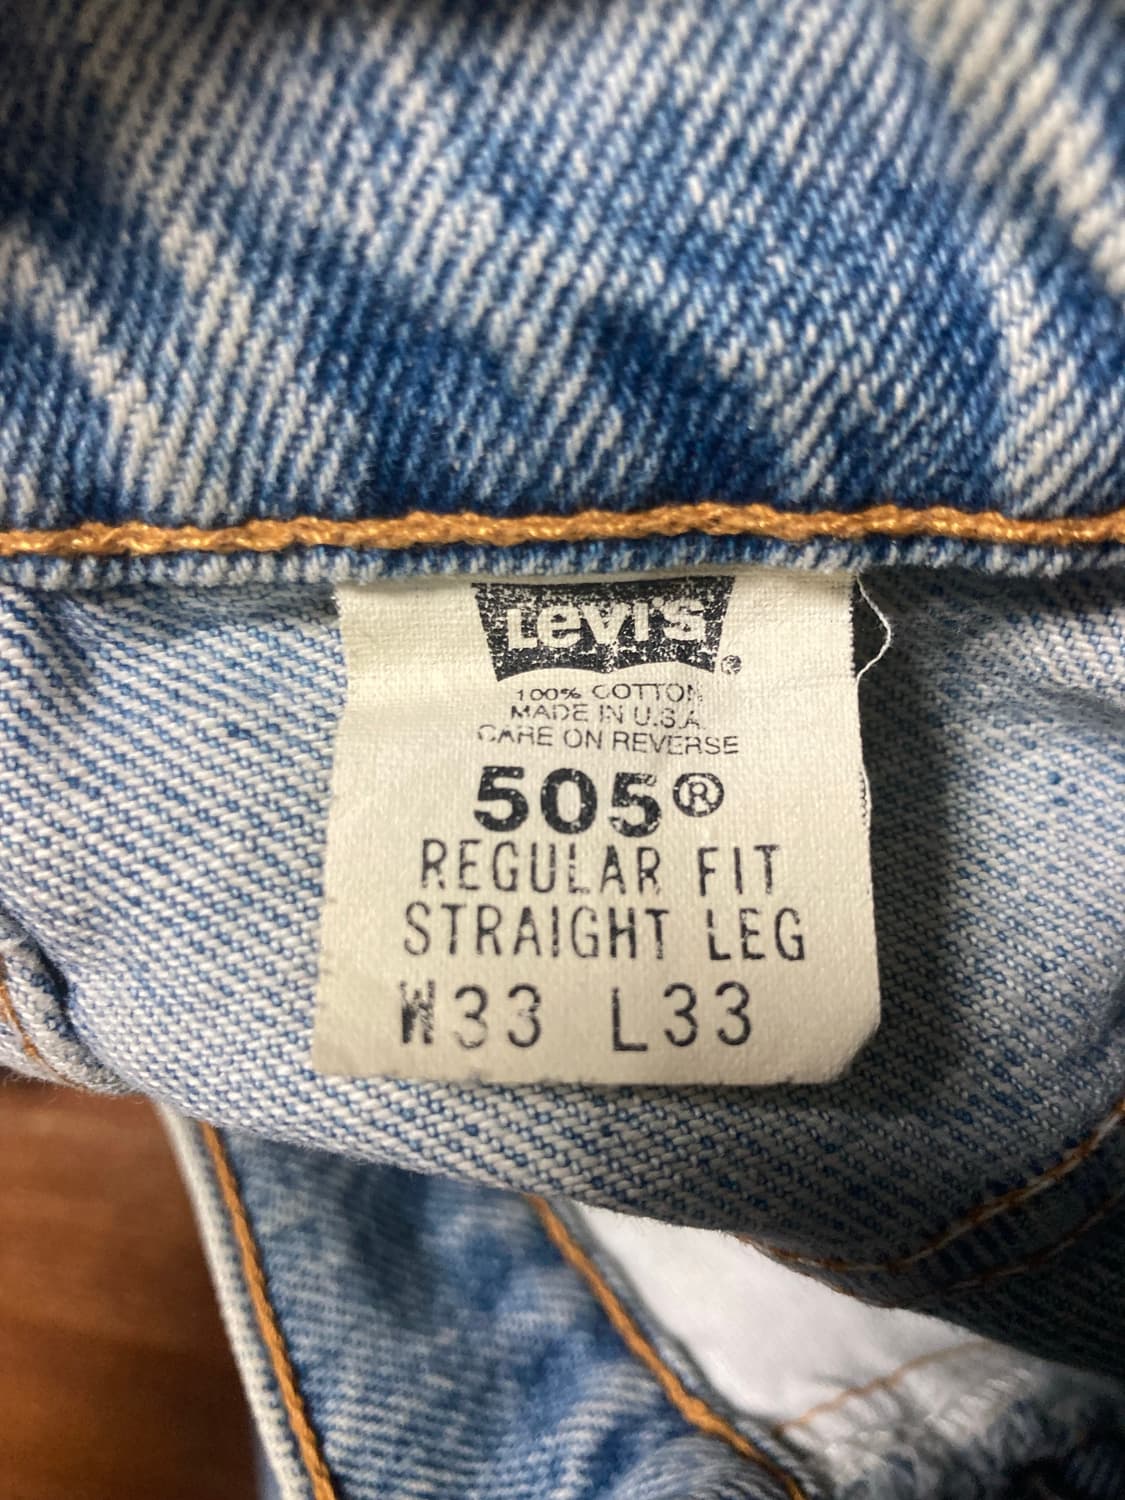 Levi's®
100% COTTON
MADE IN U.S.A.
CARE ON REVERSE
505®
REGULAR FIT
STRAIGHT LEG
W33 L33